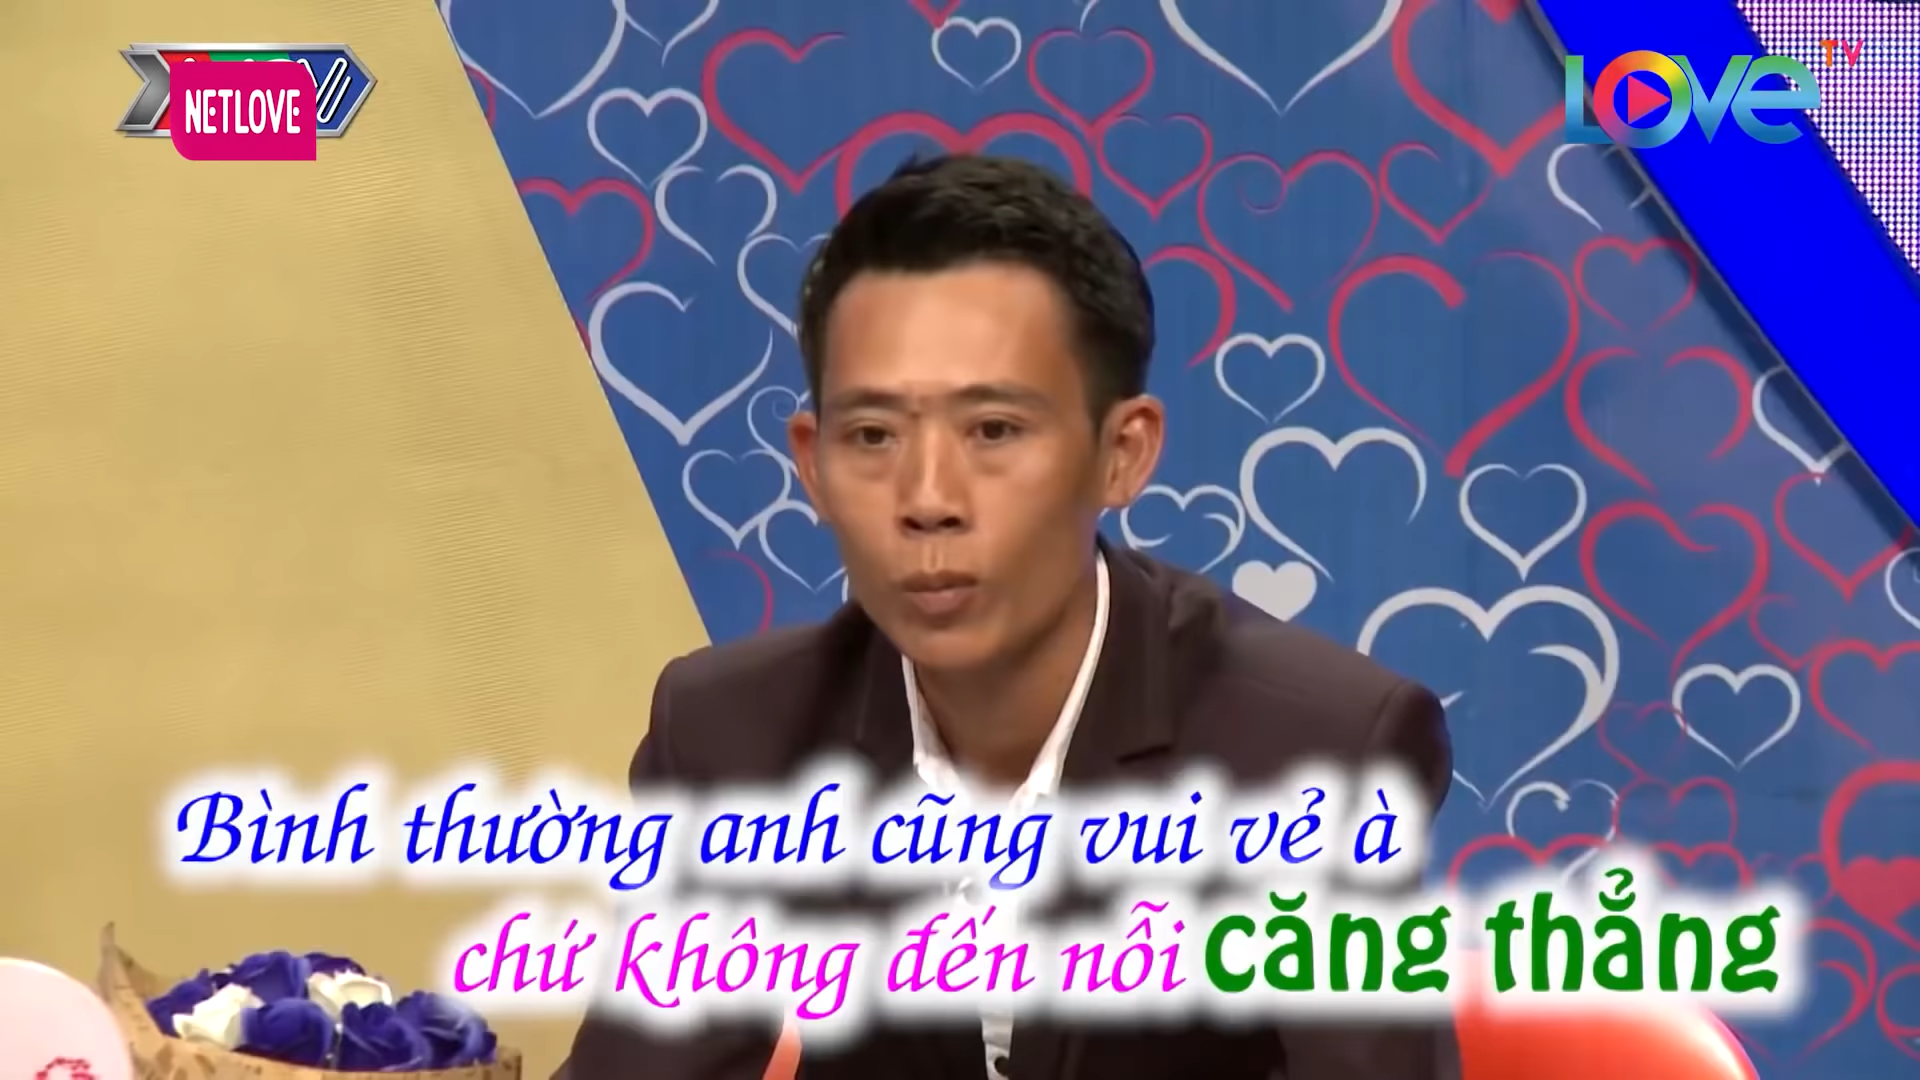 NETLOVE
LOVE TV
Bình thường anh cũng vui vẻ à
chứ không đến nỗi căng thẳng